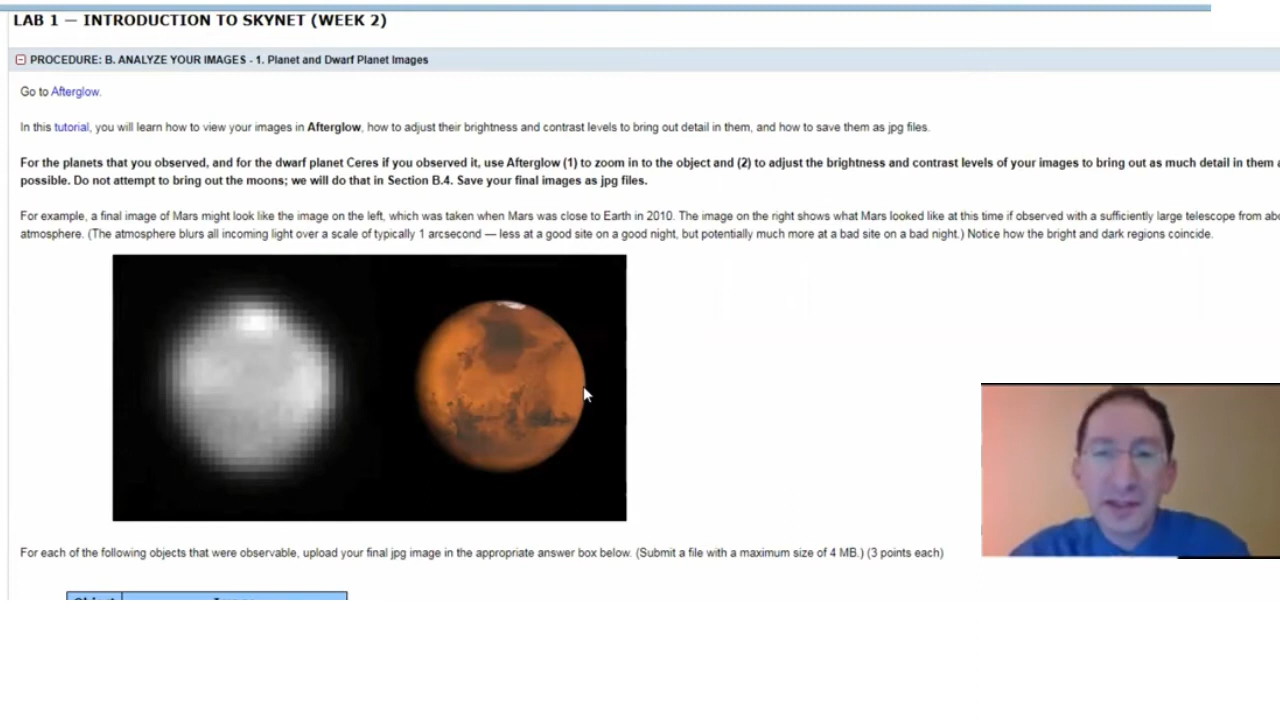 LAB 1 — INTRODUCTION TO SKYNET (WEEK 2)
PROCEDURE: B. ANALYZE YOUR IMAGES - 1. Planet and Dwarf Planet Images
Go to Afterglow.
In this tutorial, you will learn how to view your images in Afterglow, how to adjust their brightness and contrast levels to bring out detail in them, and how to save them as jpg files.
For the planets that you observed, and for the dwarf planet Ceres if you observed it, use Afterglow (1) to zoom in to the object and (2) to adjust the brightness and contrast levels of your images to bring out as much detail in them
possible. Do not attempt to bring out the moons; we will do that in Section B.4. Save your final images as jpg files.
For example, a final image of Mars might look like the image on the left, which was taken when Mars was close to Earth in 2010. The image on the right shows what Mars looked like at this time if observed with a sufficiently large telescope from
atmosphere. (The atmosphere blurs all incoming light over a scale of typically 1 arcsecond — less at a good site on a good night, but potentially much more at a bad site on a bad night.) Notice how the bright and dark regions coincide.
For each of the following objects that were observable, upload your final jpg image in the appropriate answer box below. (Submit a file with a maximum size of 4 MB.) (3 points each)